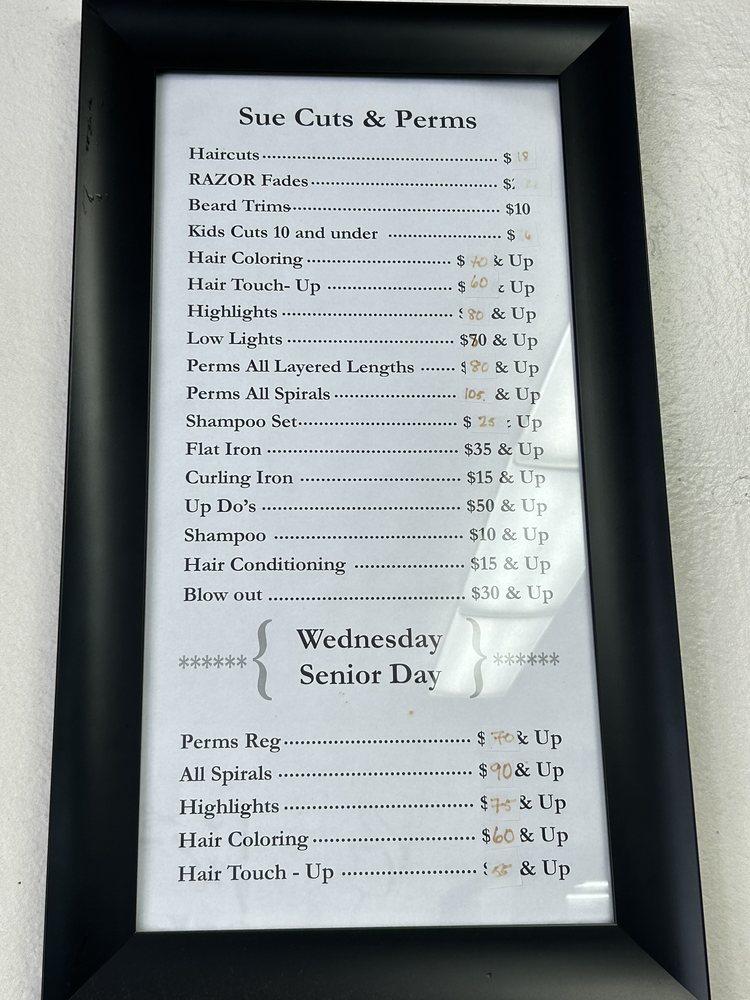 Sue Cuts & Perms
Haircuts $ 18
RAZOR Fades $
Beard Trims $10
Kids Cuts 10 and under $
Hair Coloring $ 70 & Up
Hair Touch- Up $ 60 & Up
Highlights $ 80 & Up
Low Lights & Up
Perms All Layered Lengths $ 80 & Up
Perms All Spirals 105 & Up
Shampoo Set $ 25 Up
Flat Iron $35 & Up
Curling Iron $15 & Up
Up Do's $50 & Up
Shampoo $10 & Up
Hair Conditioning $15 & Up
Blow out $30 & Up
****** { Wednesday } ******
Senior Day
Perms Reg $ 70 & Up
All Spirals $90 & Up
Highlights $75 & Up
Hair Coloring $60 & Up
Hair Touch - Up $ 55 & Up